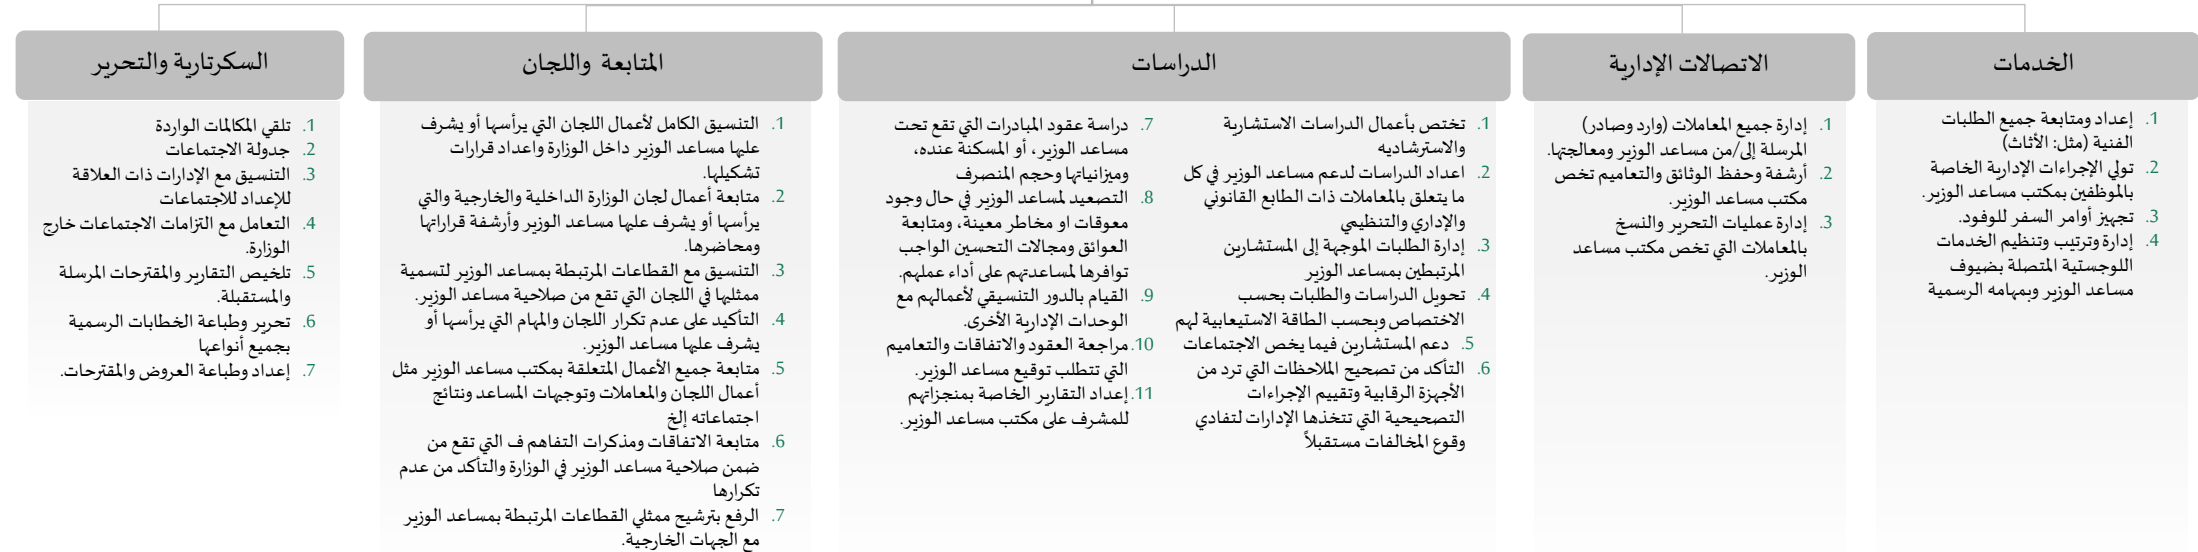 الخدمات
1. إعداد ومتابعة جميع الطلبات
الفنية (مثل: الأثاث)
2. تولي الإجراءات الإدارية الخاصة
بالموظفين بمكتب مساعد الوزير.
3. تجهيز أوامر السفر للوفود.
4. إدارة وترتيب وتنظيم الخدمات
اللوجستية المتصلة بضيوف
مساعد الوزير وبمهامه الرسمية
الاتصالات الإدارية
1. إدارة جميع المعاملات (وارد وصادر)
المرسلة إلى/من مساعد الوزير ومعالجتها.
2. أرشفة وحفظ الوثائق والتعاميم تخص
مكتب مساعد الوزير.
3. إدارة عمليات التحرير والنسخ
بالمعاملات التي تخص مكتب مساعد
الوزير.
الدراسات
1. تختص بأعمال الدراسات الاستشارية
والاسترشاديه
2. اعداد الدراسات لدعم مساعد الوزير في كل
ما يتعلق بالمعاملات ذات الطابع القانوني
والإداري والتنظيمي
3. إدارة الطلبات الموجهة إلى المستشارين
المرتبطين بمساعد الوزير
4. تحويل الدراسات والطلبات بحسب
الاختصاص وبحسب الطاقة الاستيعابية لهم
5. دعم المستشارين فيما يخص الاجتماعات
6. التأكد من تصحيح الملاحظات التي ترد من
الأجهزة الرقابية وتقييم الإجراءات
التصحيحية التي تتخذها الإدارات لتفادي
وقوع المخالفات مستقبلاً
7. دراسة عقود المبادرات التي تقع تحت
مساعد الوزير، أو المسكنة عنده،
وميزانياتها وحجم المنصرف
8. التصعيد لمساعد الوزير في حال وجود
معوقات او مخاطر معينة، ومتابعة
العوائق ومجالات التحسين الواجب
توافرها لمساعدتهم على أداء عملهم.
9. القيام بالدور التنسيقي لأعمالهم مع
الوحدات الإدارية الأخرى.
10. مراجعة العقود والاتفاقات والتعاميم
التي تتطلب توقيع مساعد الوزير.
11. إعداد التقارير الخاصة بمنجزاتهم
للمشرف على مكتب مساعد الوزير.
المتابعة واللجان
1. التنسيق الكامل لأعمال اللجان التي يرأسها أو يشرف
عليها مساعد الوزير داخل الوزارة واعداد قرارات
تشكيلها.
2. متابعة أعمال لجان الوزارة الداخلية والخارجية والتي
يرأسها أو يشرف عليها مساعد الوزير وأرشفة قراراتها
ومحاضرها.
3. التنسيق مع القطاعات المرتبطة بمساعد الوزير لتسمية
ممثليها في اللجان التي تقع من صلاحية مساعد الوزير.
4. التأكيد على عدم تكرار اللجان والمهام التي يرأسها أو
يشرف عليها مساعد الوزير.
5. متابعة جميع الأعمال المتعلقة بمكتب مساعد الوزير مثل
أعمال اللجان والمعاملات وتوجيهات المساعد ونتائج
اجتماعاته إلخ
6. متابعة الاتفاقات ومذكرات التفاهم ف التي تقع من
ضمن صلاحية مساعد الوزير في الوزارة والتأكد من عدم
تكرارها
7. الرفع بترشيح ممثلي القطاعات المرتبطة بمساعد الوزير
مع الجهات الخارجية.
السكرتارية والتحرير
1. تلقي المكالمات الواردة
2. جدولة الاجتماعات
3. التنسيق مع الإدارات ذات العلاقة
للإعداد للاجتماعات
4. التعامل مع التزامات الاجتماعات خارج
الوزارة.
5. تلخيص التقارير والمقترحات المرسلة
والمستقبلة.
6. تحرير وطباعة الخطابات الرسمية
بجميع أنواعها
7. إعداد وطباعة العروض والمقترحات.